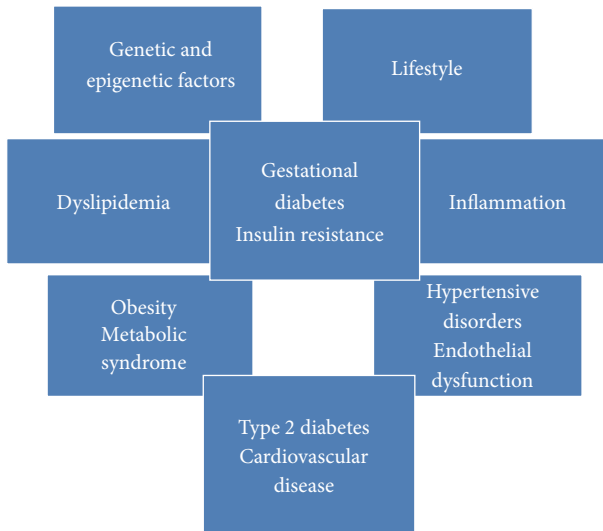 Genetic and
epigenetic factors
Lifestyle
Dyslipidemia
Gestational
diabetes
Insulin resistance
Inflammation
Obesity
Metabolic
syndrome
Hypertensive
disorders
Endothelial
dysfunction
Type 2 diabetes
Cardiovascular
disease